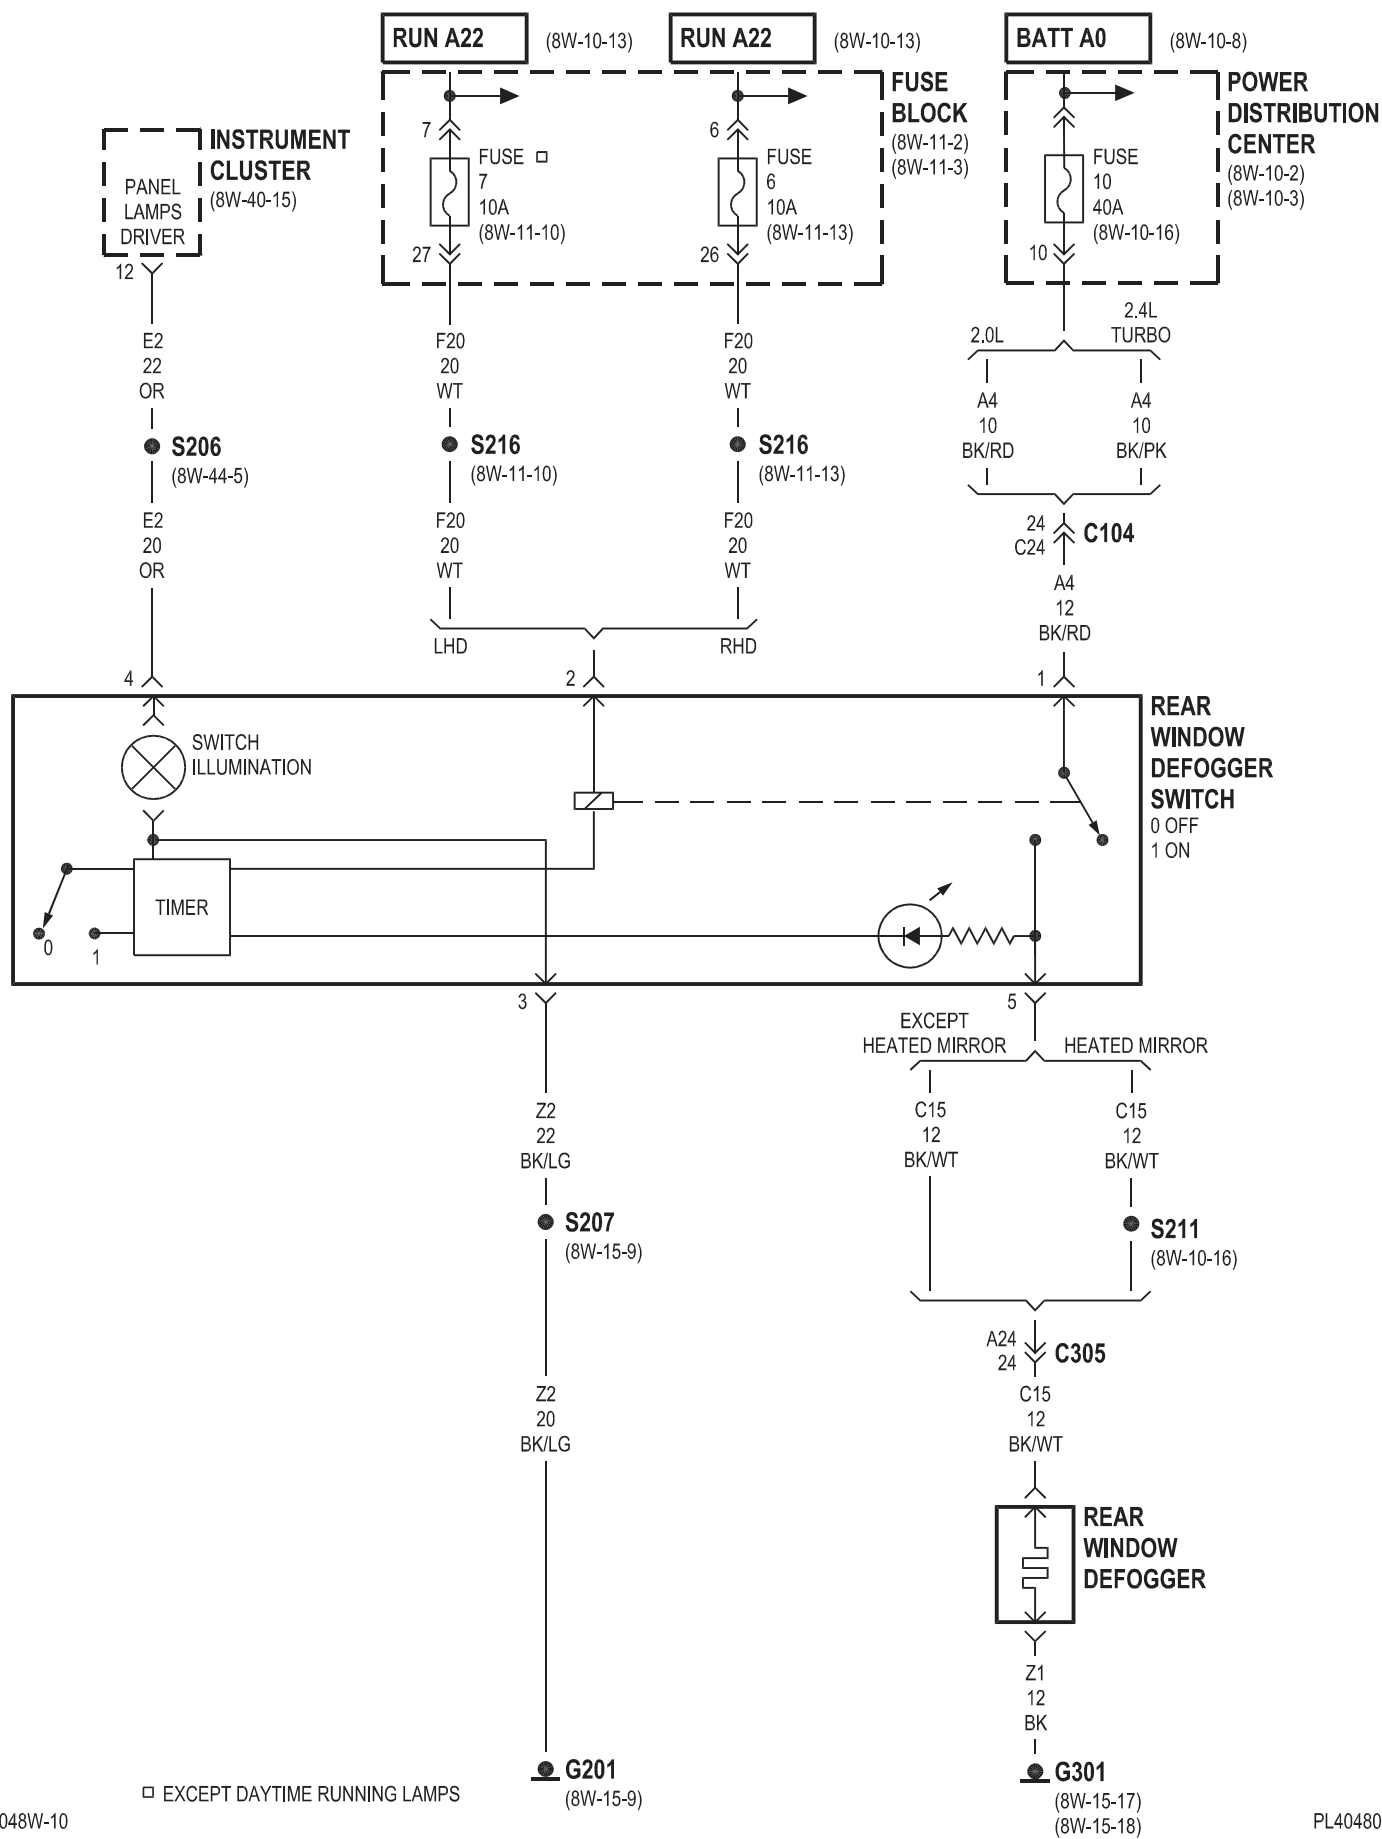 RUN A22
(8W-10-13)
RUN A22
(8W-10-13)
BATT A0
(8W-10-8)
INSTRUMENT
CLUSTER
(8W-40-15)
PANEL
LAMPS
DRIVER
12
7
FUSE
7
10A
(8W-11-10)
27
6
FUSE
6
10A
(8W-11-13)
26
FUSE
BLOCK
(8W-11-2)
(8W-11-3)
FUSE
10
40A
(8W-10-16)
10
POWER
DISTRIBUTION
CENTER
(8W-10-2)
(8W-10-3)
E2
22
OR
S206
(8W-44-5)
E2
20
OR
4
F20
20
WT
S216
(8W-11-10)
F20
20
WT
LHD
F20
20
WT
S216
(8W-11-13)
F20
20
WT
RHD
2
2.0L
2.4L
TURBO
A4
10
BK/RD
A4
10
BK/PK
24
C24
C104
A4
12
BK/RD
1
REAR
WINDOW
DEFOGGER
SWITCH
0 OFF
1 ON
SWITCH
ILLUMINATION
TIMER
0
1
3
5
EXCEPT
HEATED MIRROR
HEATED MIRROR
Z2
22
BK/LG
S207
(8W-15-9)
Z2
20
BK/LG
G201
(8W-15-9)
C15
12
BK/WT
C15
12
BK/WT
S211
(8W-10-16)
A24
24
C305
C15
12
BK/WT
REAR
WINDOW
DEFOGGER
Z1
12
BK
G301
(8W-15-17)
(8W-15-18)
EXCEPT DAYTIME RUNNING LAMPS
048W-10
PL40480